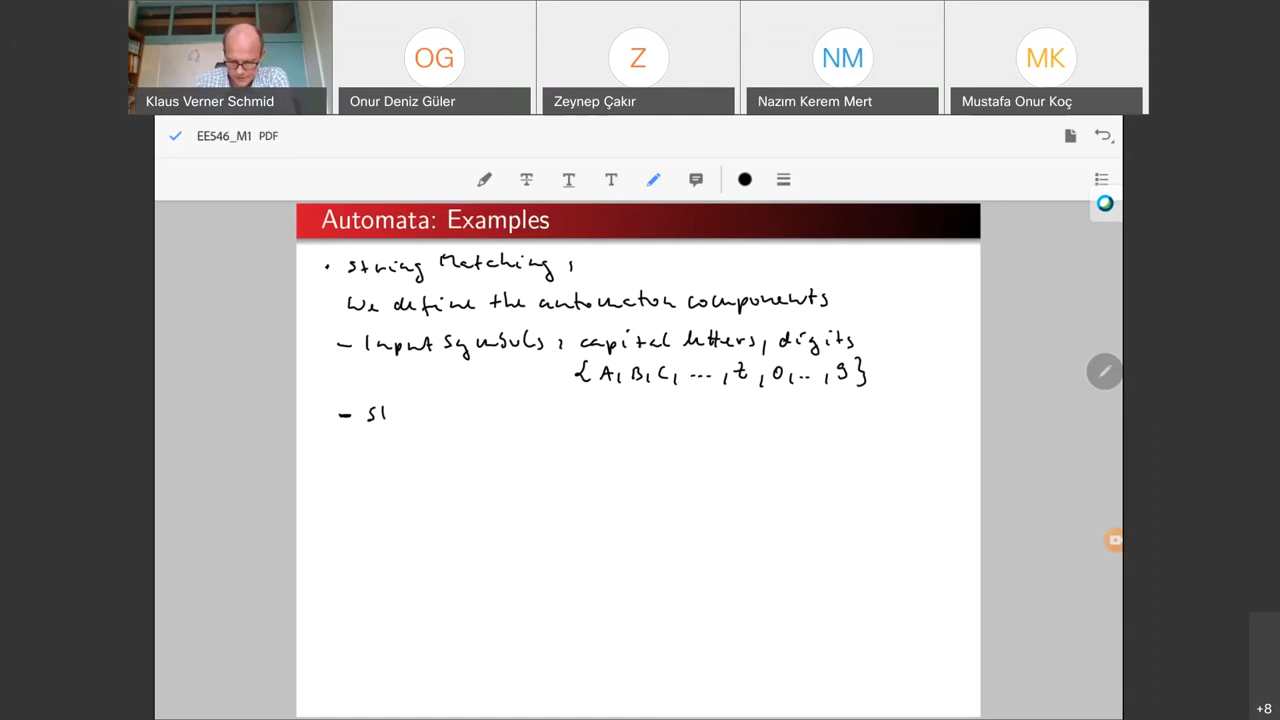 OG
Z
NM
MK
Klaus Verner Schmid
Onur Deniz Güler
Zeynep Çakır
Nazım Kerem Mert
Mustafa Onur Koç
EE546_M1 PDF
T T T
Automata: Examples
• String Matching :
We define the automaton components
- Input Symbols : capital letters, digits
{A, B, C, ..., Z, 0, .., 9}
- St
+8